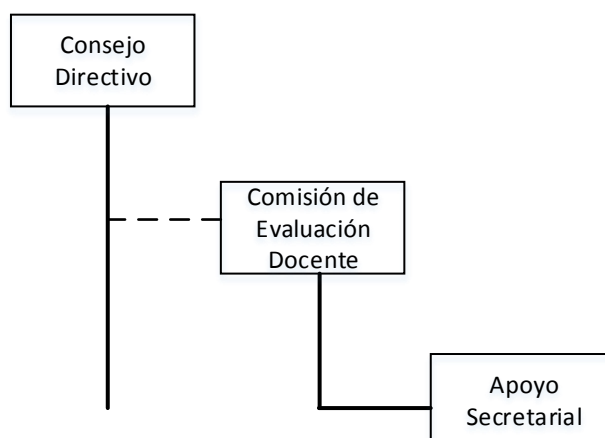 Consejo
Directivo
Comisión de
Evaluación
Docente
Apoyo
Secretarial